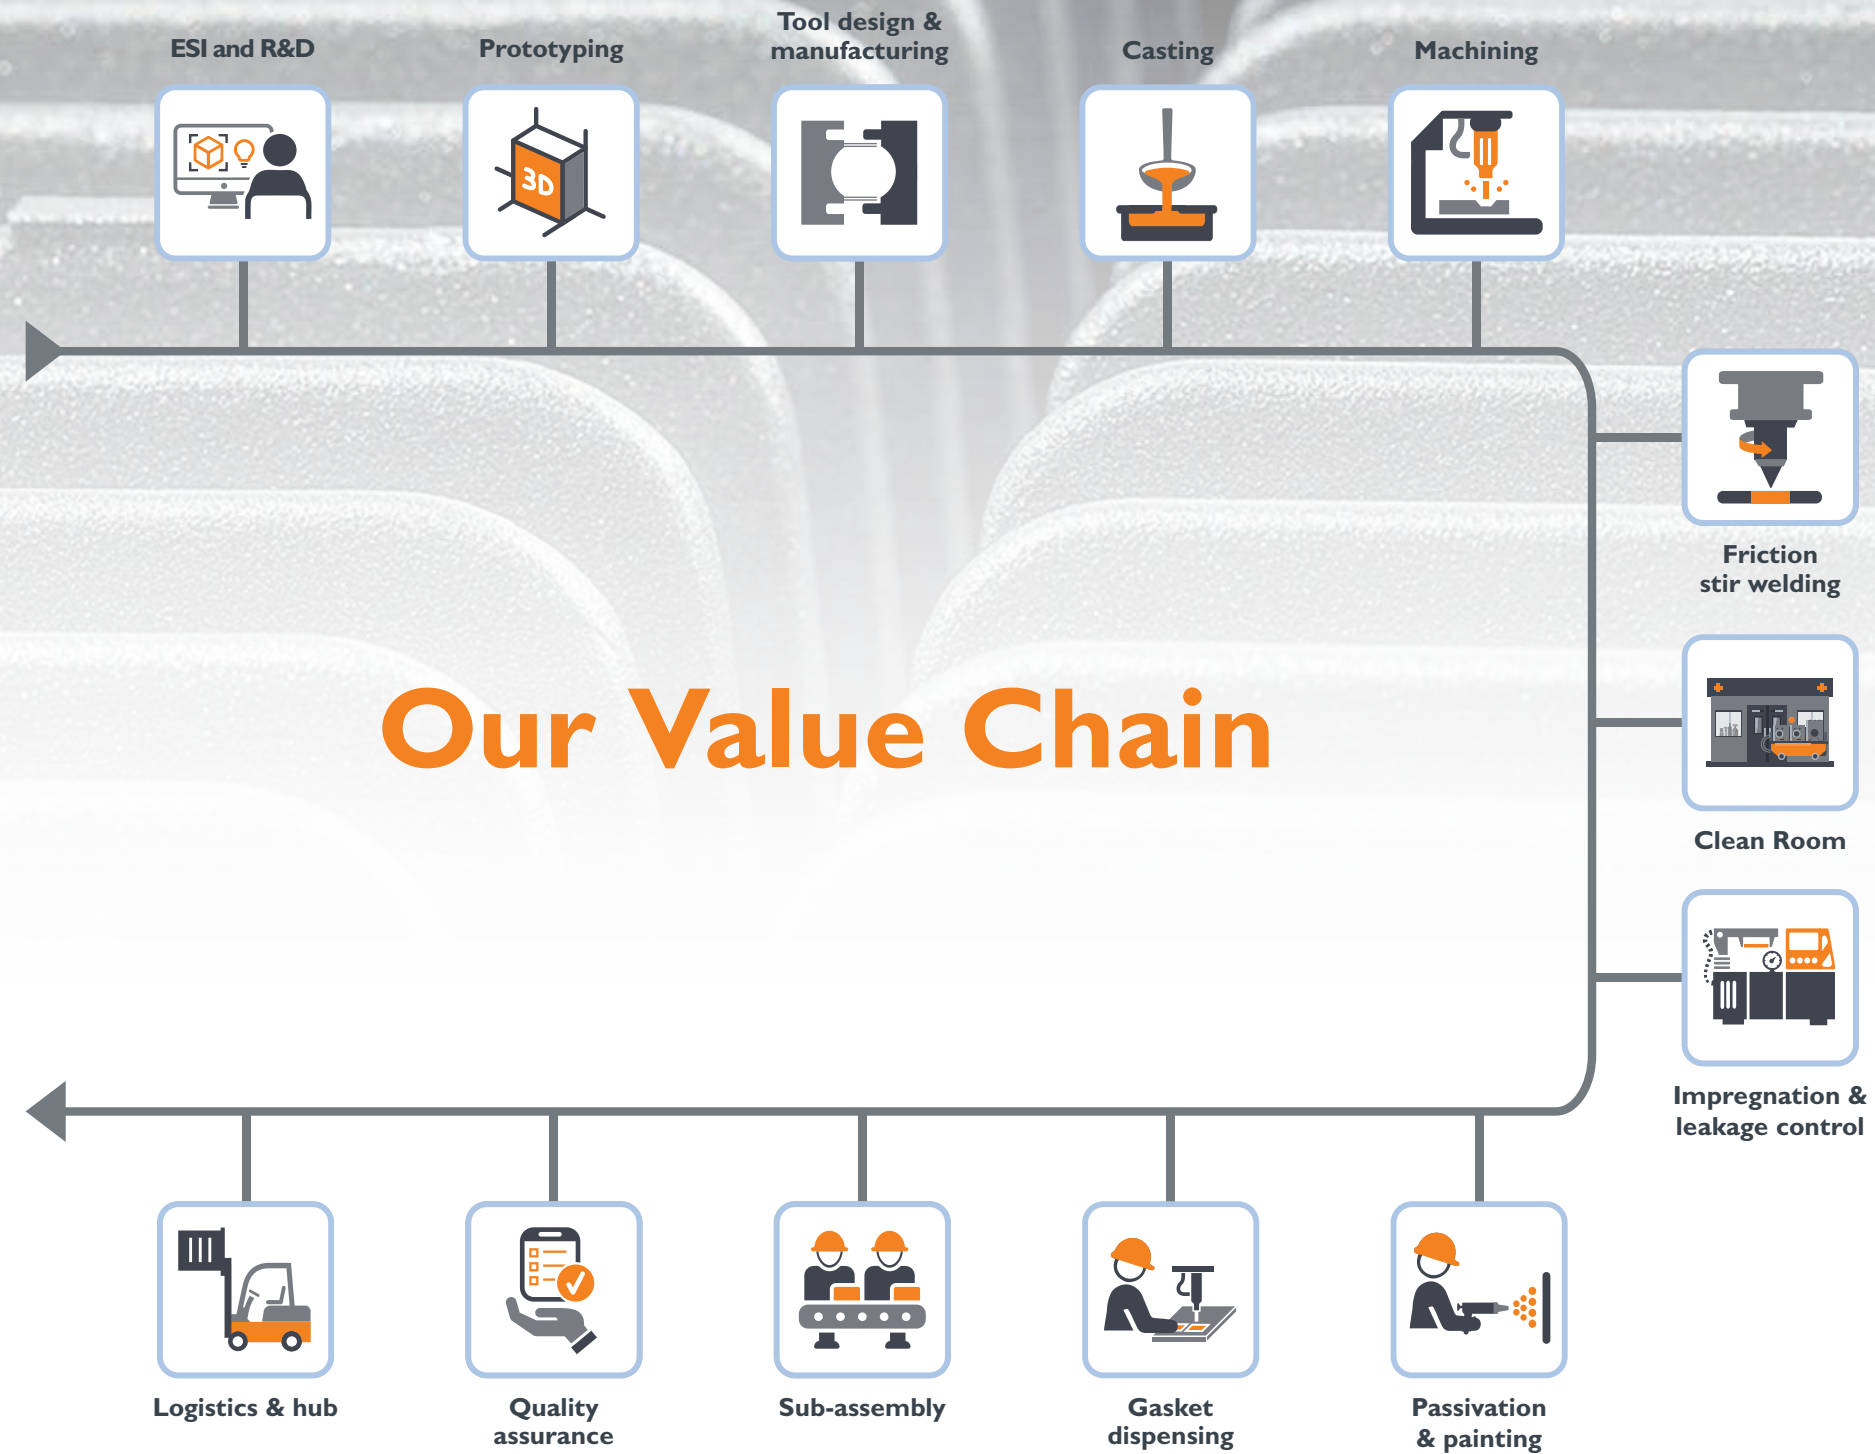 ESI and R&D
Prototyping
Tool design &
manufacturing
Casting
Machining
3D
Friction
stir welding
Our Value Chain
Clean Room
Impregnation &
leakage control
Logistics & hub
Quality
assurance
Sub-assembly
Gasket
dispensing
Passivation
& painting